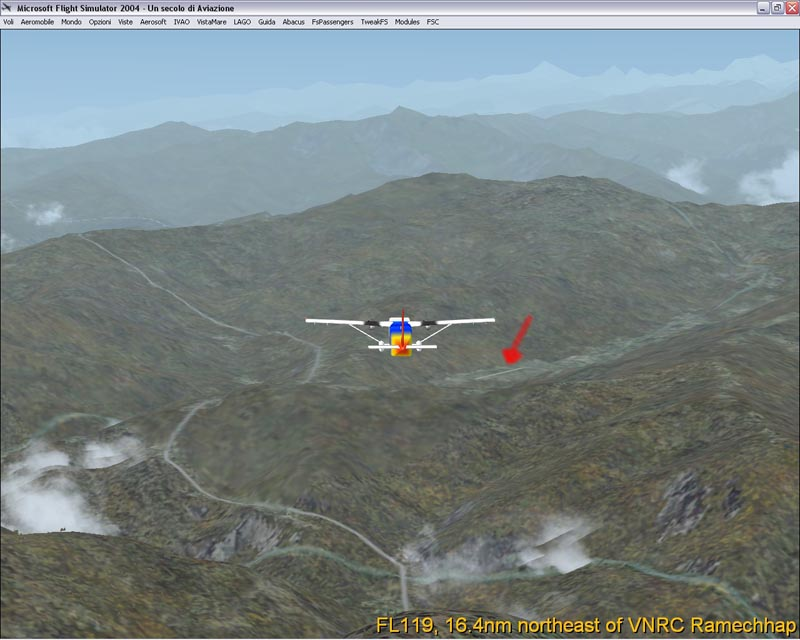 Microsoft Flight Simulator 2004 - Un secolo di Aviazione
Voli Aeromobile Mondo Opzioni Viste Aerosoft IVAO VistaMare LAGO Guida Abacus FsPassengers TweakFS Modules FSC
FL119, 16.4nm northeast of VNRC Ramechhap